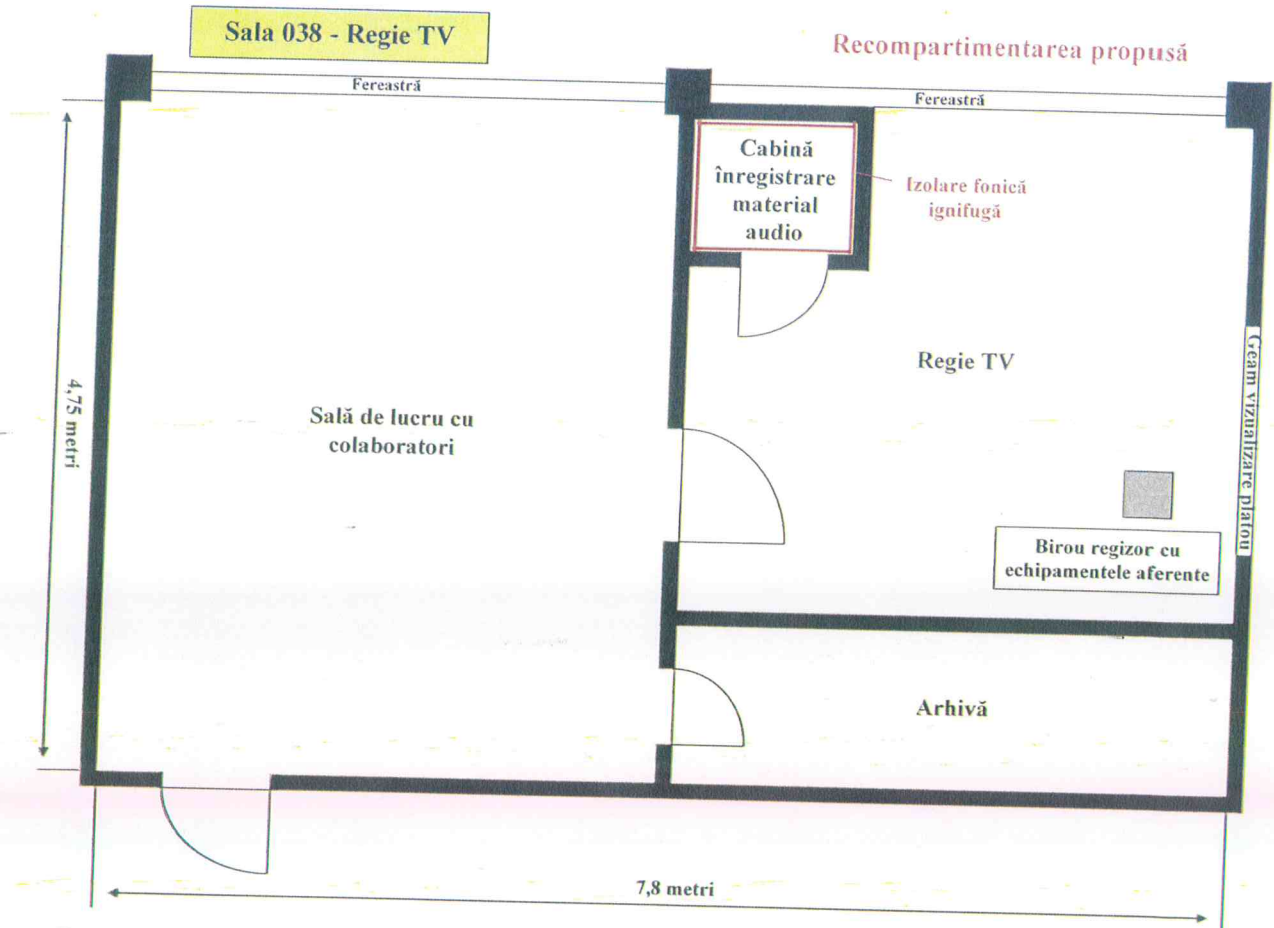 Sala 038 - Regie TV
Recompartimentarea propusă
Fereastră
Fereastră
Cabină
înregistrare
material
audio
Izolare fonică
ignifugă
Regie TV
Geam vizualizare platou
4,75 metri
Sală de lucru cu
colaboratori
Birou regizor cu
echipamentele aferente
Arhivă
7,8 metri